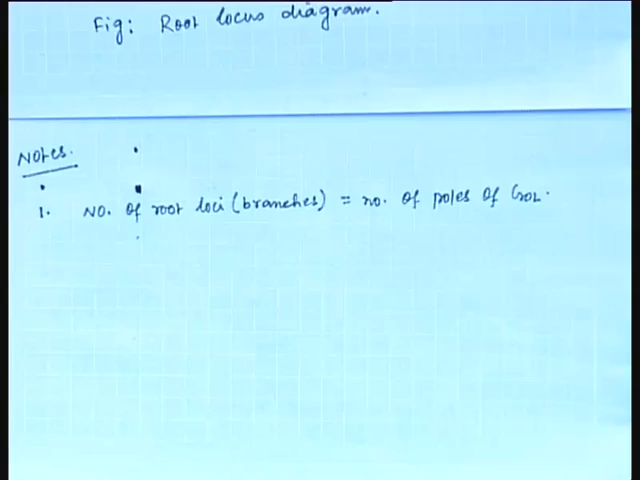 Fig: Root locus diagram.
Notes.
1. No. of root loci (branches) = no. of poles of GOL.